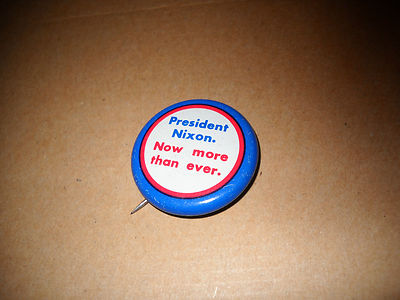 President
Nixon.
Now more
than ever.